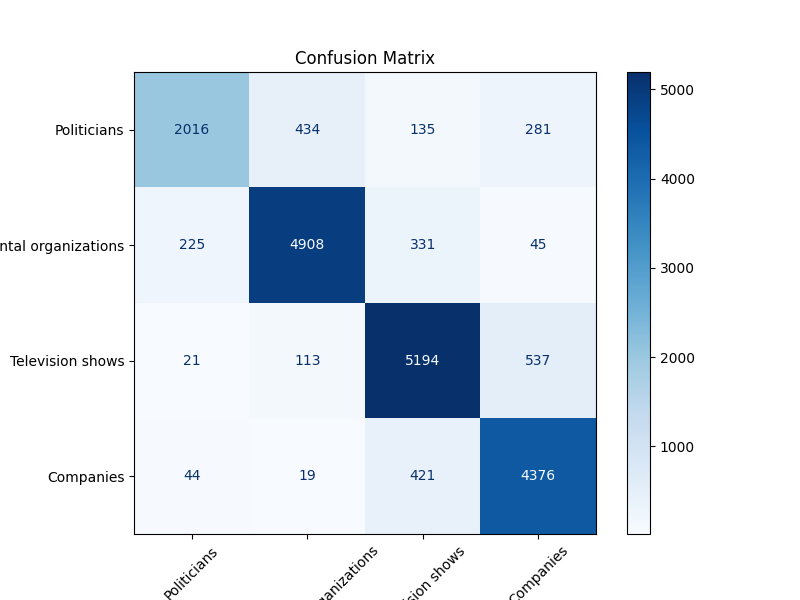 Confusion Matrix
Politicians 2016 434 135 281
ntal organizations 225 4908 331 45
Television shows 21 113 5194 537
Companies 44 19 421 4376
Politicians
ganizations
ision shows
Companies
5000
4000
3000
2000
1000